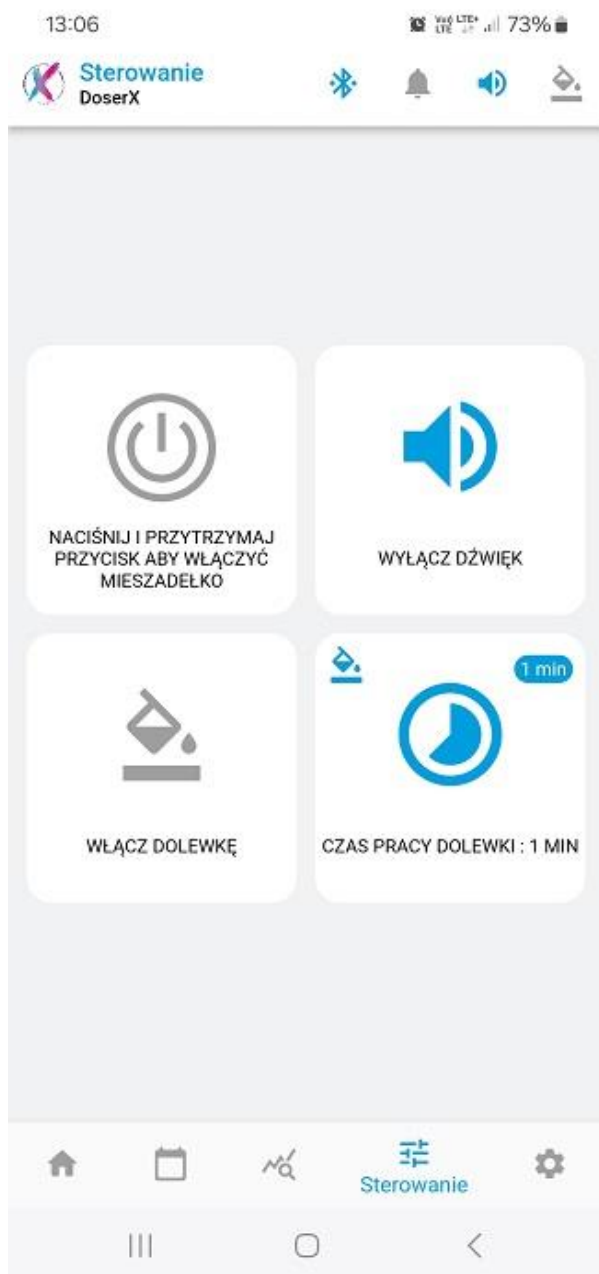 13:06
LTE+ 73%
Sterowanie
DoserX
NACIŚNIJ I PRZYTRZYMAJ
PRZYCISK ABY WŁĄCZYĆ
MIESZADEŁKO
WYŁĄCZ DŹWIĘK
WŁĄCZ DOLEWKĘ
1 min
CZAS PRACY DOLEWKI : 1 MIN
Sterowanie